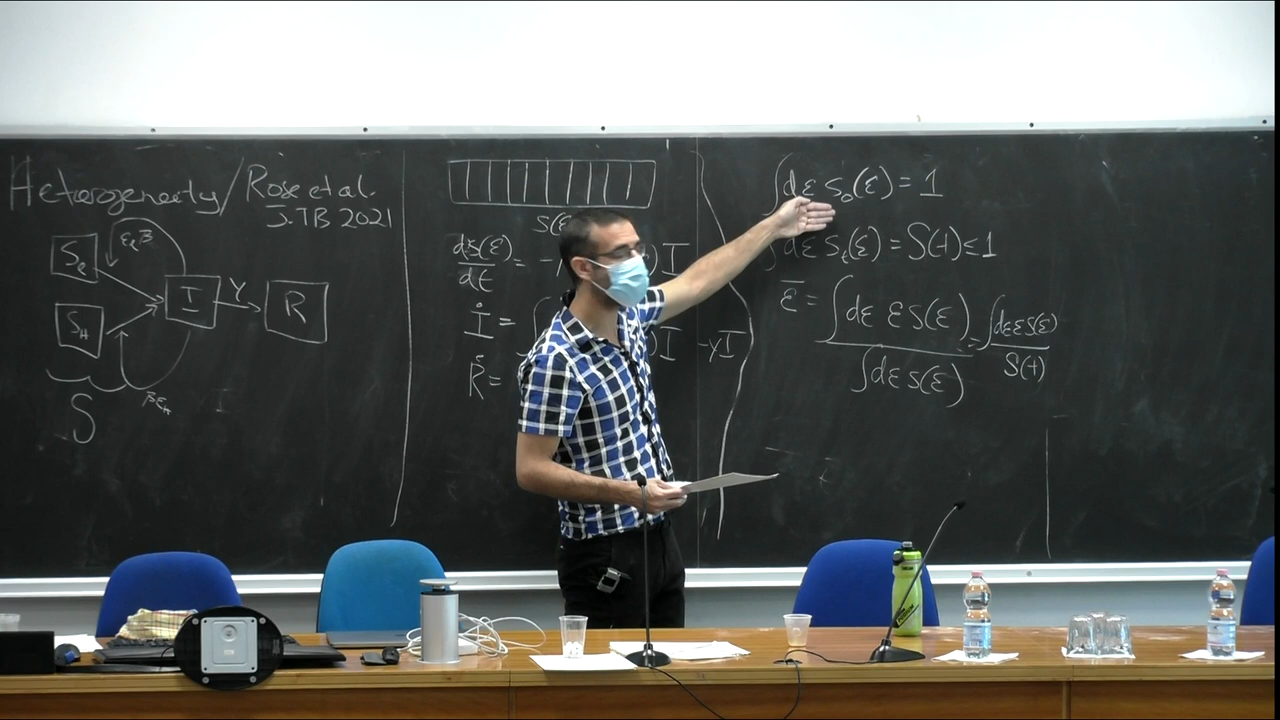 Heterogeneity/Rose et al.
J.TB 2021
S_ℓ
ε_ℓ β
S_H
I
γ
R
βε_H
S
S(ε
ds(ε)/dt = - ) I
İ = ∫ )I - γI
Ṙ =
∫dε S_0(ε) = 1
∫dε S_t(ε) = S(t) ≤ 1
ε̄ = ∫dε ε S(ε) / ∫dε S(ε) = ∫dε ε S(ε) / S(t)